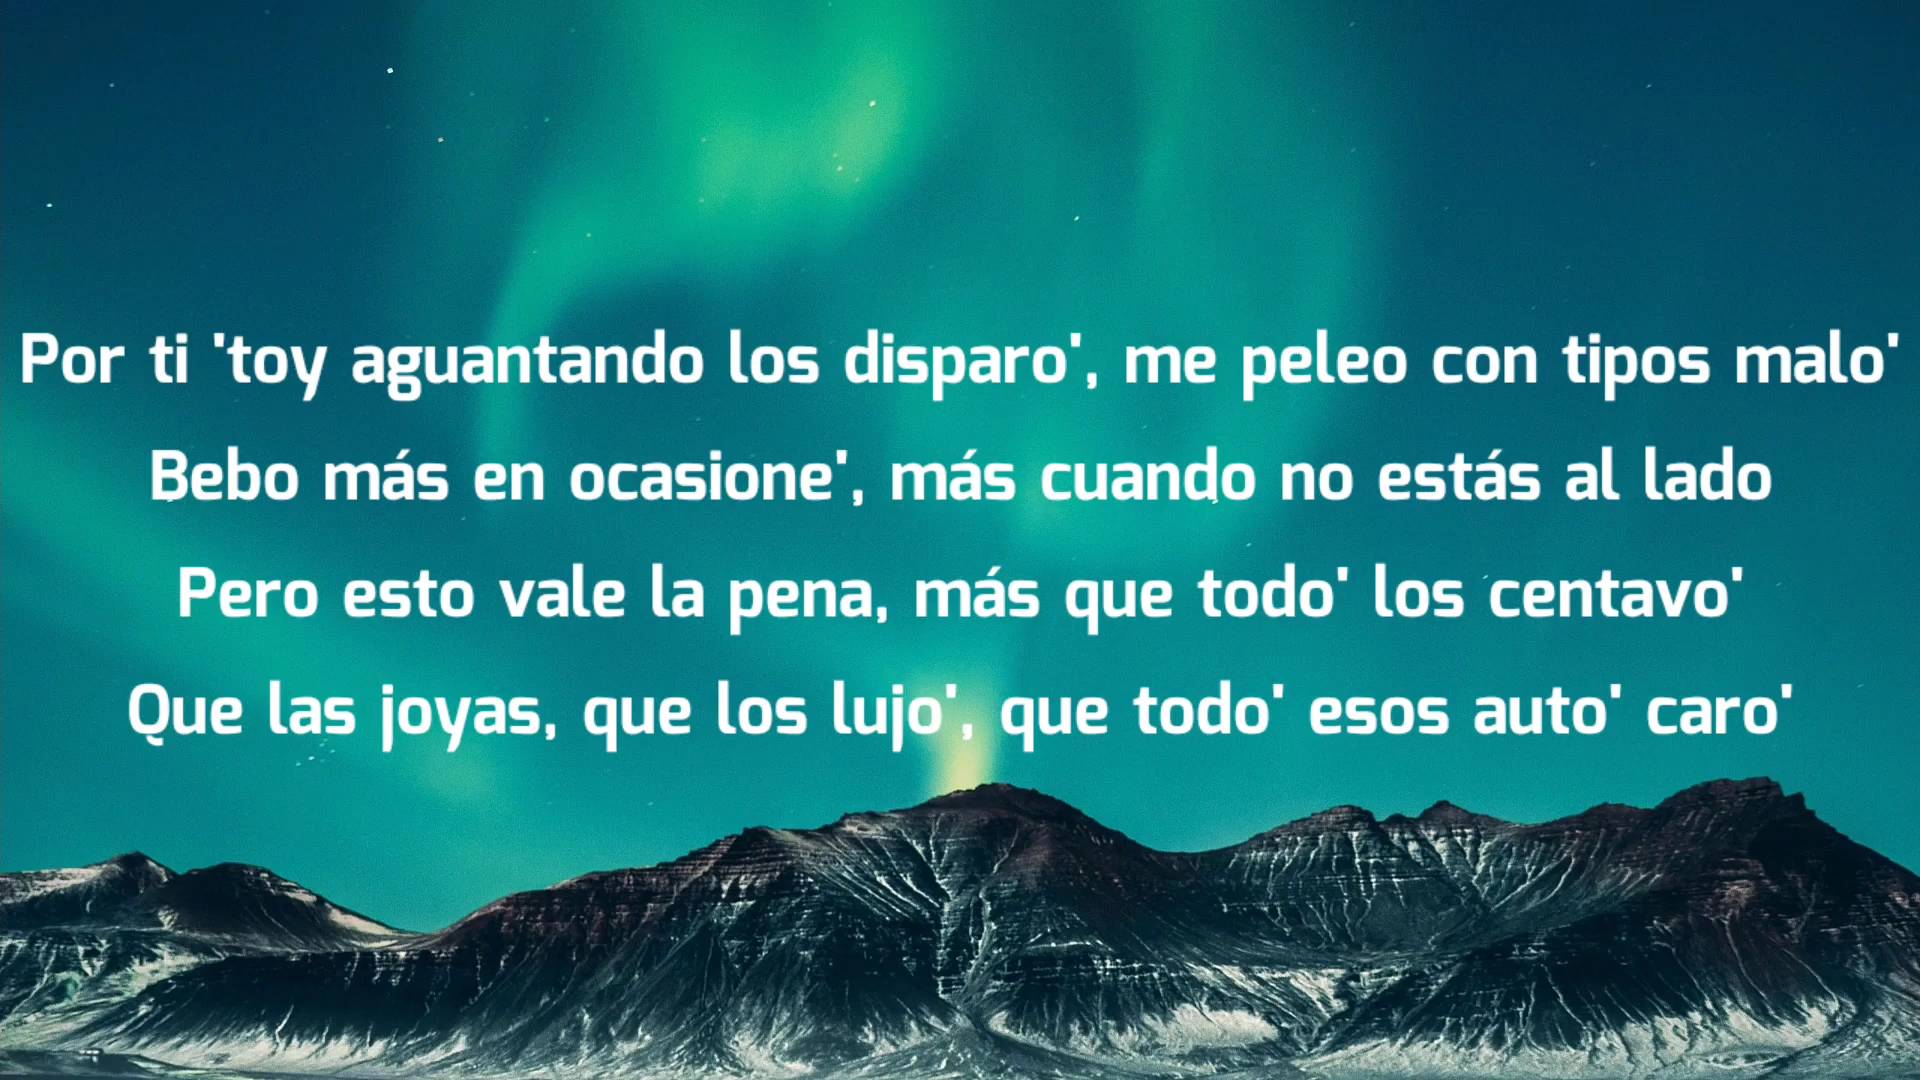 Por ti 'toy aguantando los disparo', me peleo con tipos malo'
Bebo más en ocasione', más cuando no estás al lado
Pero esto vale la pena, más que todo' los centavo'
Que las joyas, que los lujo', que todo' esos auto' caro'